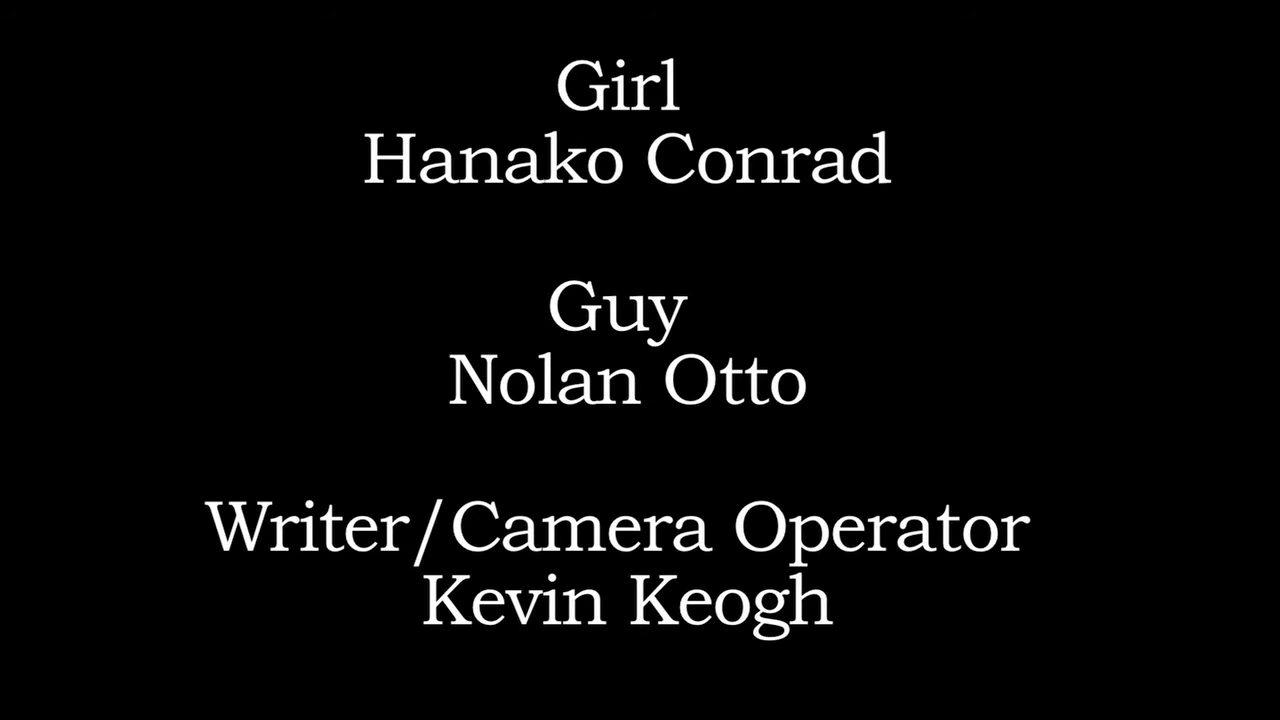 Girl
Hanako Conrad
Guy
Nolan Otto
Writer/Camera Operator
Kevin Keogh